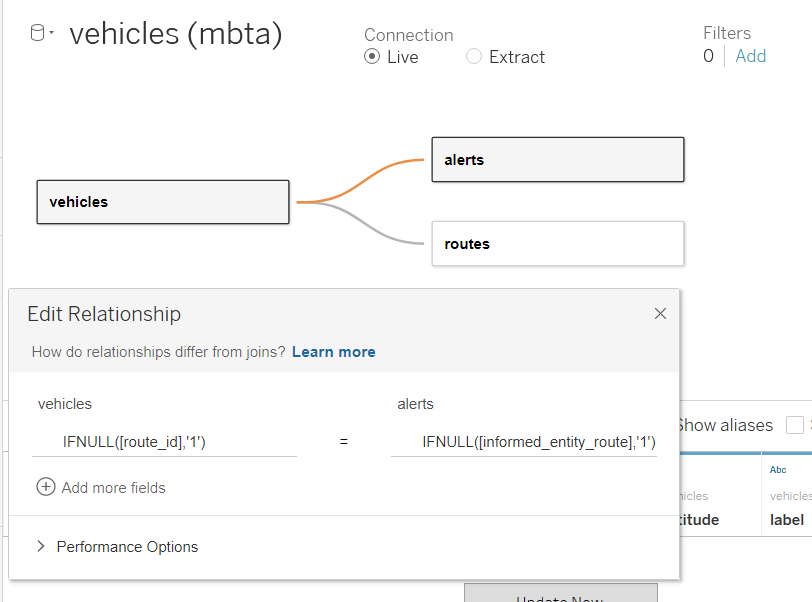 vehicles (mbta)
Connection
Live
Extract
Filters
0
Add
vehicles
alerts
routes
Edit Relationship
How do relationships differ from joins? Learn more
vehicles
alerts
IFNULL([route_id],'1')
=
IFNULL([informed_entity_route],'1')
Add more fields
Performance Options
Show aliases
Abc
vehicles
label
Update Now